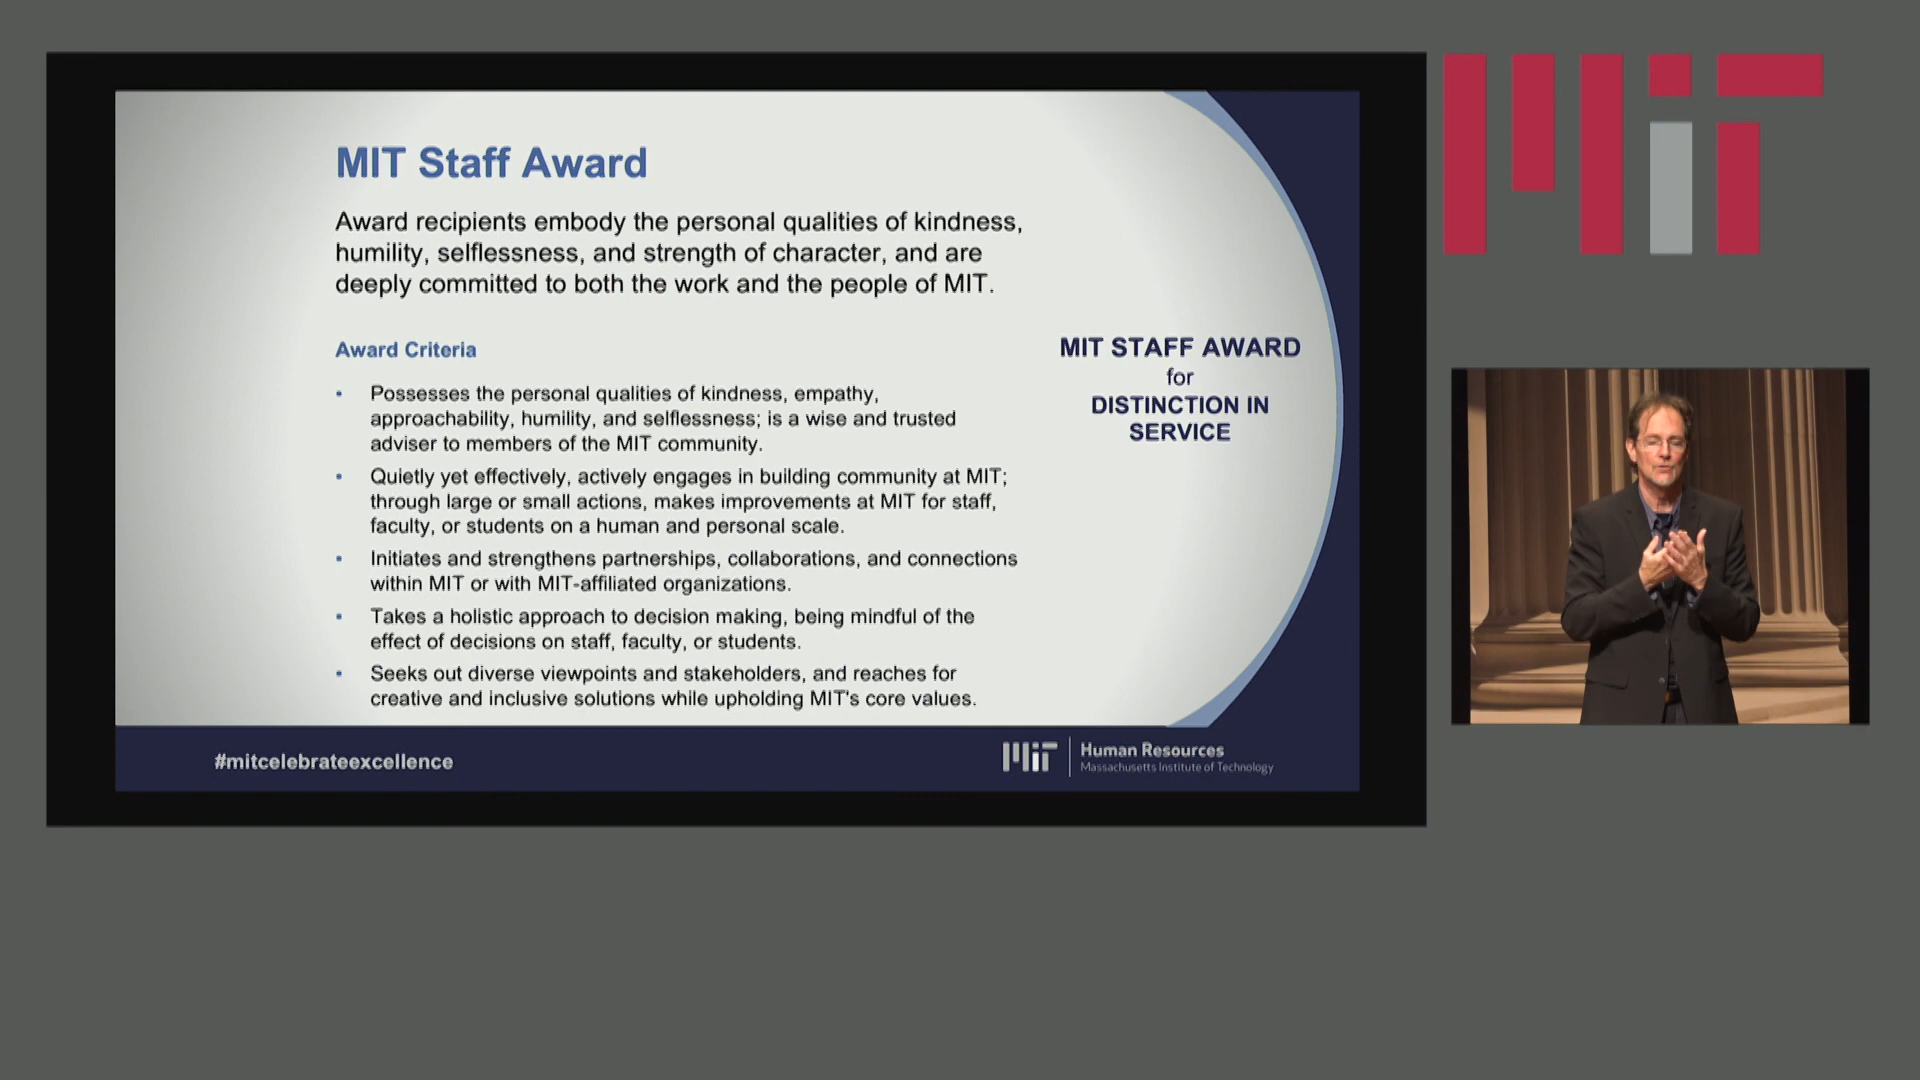 MIT Staff Award
Award recipients embody the personal qualities of kindness,
humility, selflessness, and strength of character, and are
deeply committed to both the work and the people of MIT.
Award Criteria
• Possesses the personal qualities of kindness, empathy,
approachability, humility, and selflessness; is a wise and trusted
adviser to members of the MIT community.
• Quietly yet effectively, actively engages in building community at MIT;
through large or small actions, makes improvements at MIT for staff,
faculty, or students on a human and personal scale.
• Initiates and strengthens partnerships, collaborations, and connections
within MIT or with MIT-affiliated organizations.
• Takes a holistic approach to decision making, being mindful of the
effect of decisions on staff, faculty, or students.
• Seeks out diverse viewpoints and stakeholders, and reaches for
creative and inclusive solutions while upholding MIT's core values.
MIT STAFF AWARD
for
DISTINCTION IN
SERVICE
#mitcelebrateexcellence
MIT
Human Resources
Massachusetts Institute of Technology
MIT